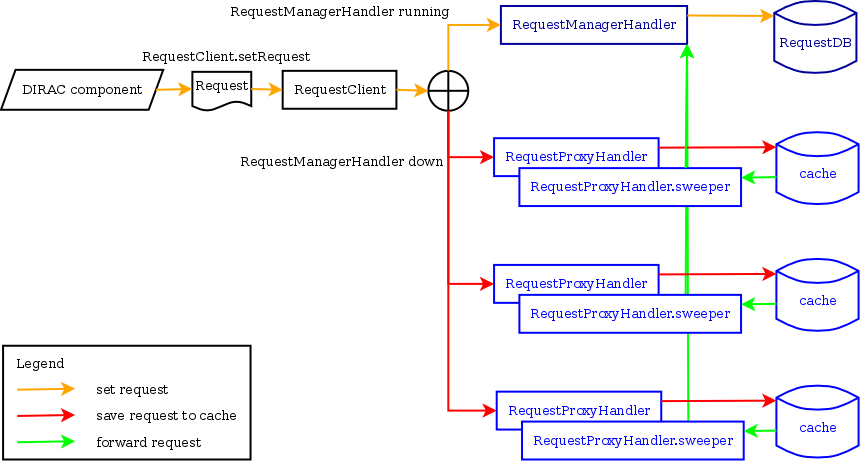 RequestManagerHandler running
RequestManagerHandler
RequestDB
RequestClient.setRequest
DIRAC component
Request
RequestClient
RequestManagerHandler down
RequestProxyHandler
RequestProxyHandler.sweeper
cache
RequestProxyHandler
RequestProxyHandler.sweeper
cache
RequestProxyHandler
RequestProxyHandler.sweeper
cache
Legend
set request
save request to cache
forward request